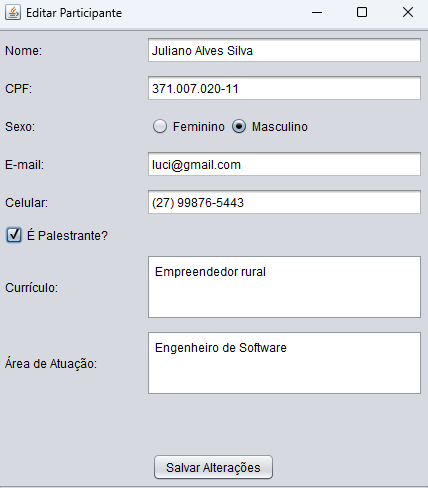 Editar Participante
Nome: Juliano Alves Silva
CPF: 371.007.020-11
Sexo: Feminino Masculino
E-mail: luci@gmail.com
Celular: (27) 99876-5443
É Palestrante?
Currículo: Empreendedor rural
Área de Atuação: Engenheiro de Software
Salvar Alterações